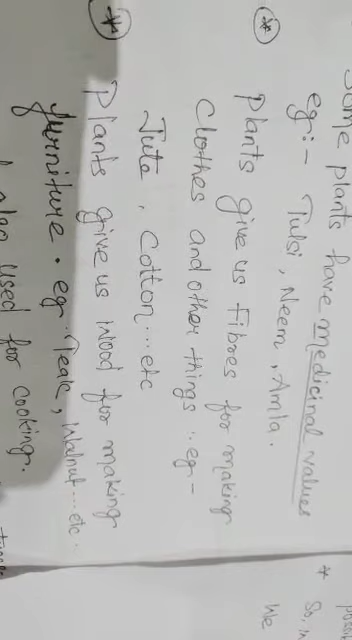 Some plants have medicinal values
eg:- Tulsi, Neem, Amla.
* Plants give us Fibres for making
Clothes and other things.. eg-
Jute, Cotton...etc
* Plants give us Wood for making
furniture. eg.. Teak, Walnut...etc..
also used for cooking.
*
So,
We